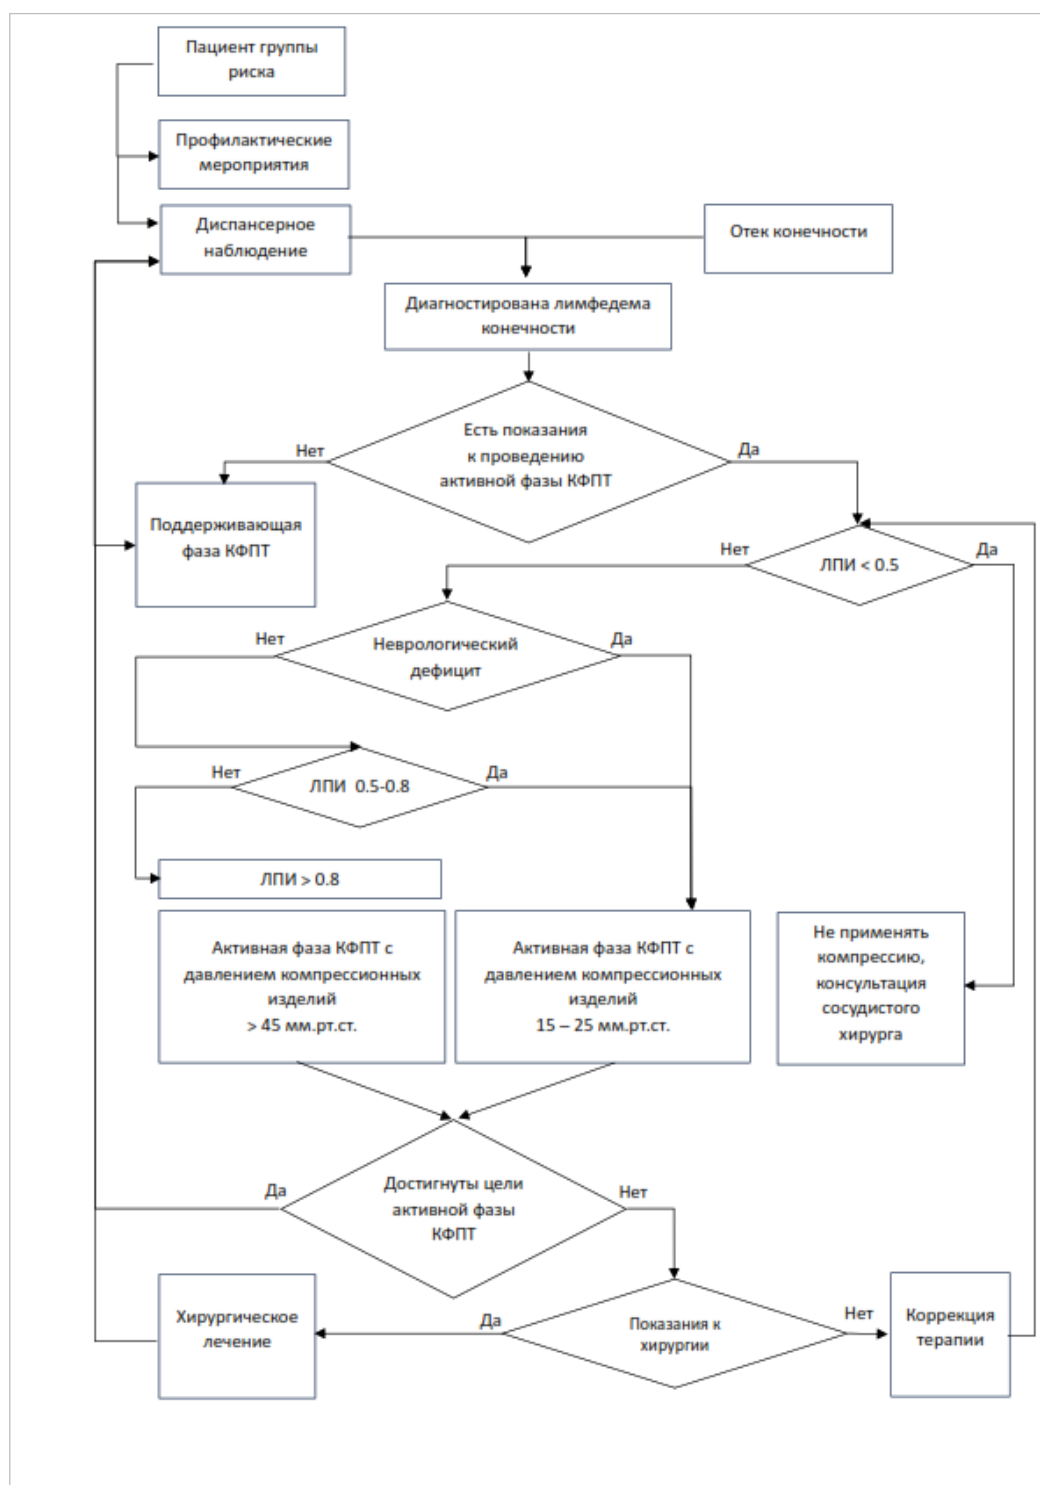 Пациент группы
риска
Профилактические
мероприятия
Диспансерное
наблюдение
Отек конечности
Диагностирована лимфедема
конечности
Есть показания
к проведению
активной фазы КФПТ
Нет
Да
Поддерживающая
фаза КФПТ
ЛПИ < 0.5
Нет
Да
Неврологический
дефицит
Нет
Да
ЛПИ 0.5-0.8
Нет
Да
ЛПИ > 0.8
Активная фаза КФПТ с
давлением компрессионных
изделий
> 45 мм.рт.ст.
Активная фаза КФПТ с
давлением компрессионных
изделий
15 – 25 мм.рт.ст.
Не применять
компрессию,
консультация
сосудистого
хирурга
Достигнуты цели
активной фазы
КФПТ
Да
Нет
Хирургическое
лечение
Да
Показания к
хирургии
Нет
Коррекция
терапии